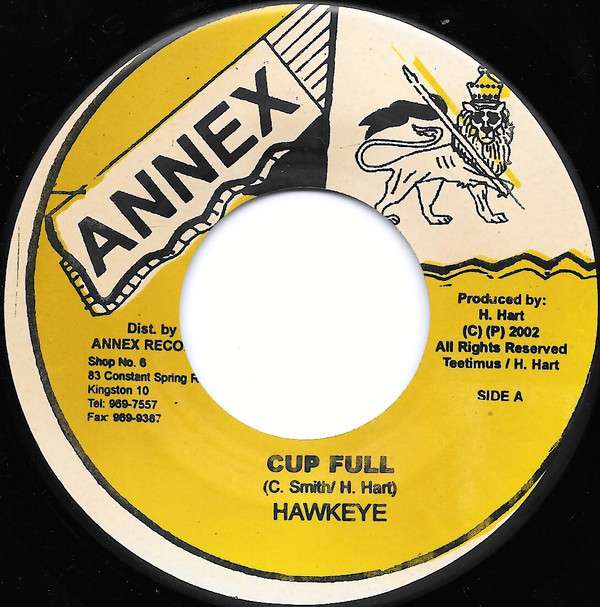 ANNEX
Dist. by
ANNEX RECO
Shop No. 6
83 Constant Spring R
Kingston 10
Tel: 969-7557
Fax: 969-9367
Produced by:
H. Hart
(C) (P) 2002
All Rights Reserved
Teetimus / H. Hart
SIDE A
CUP FULL
(C. Smith/ H. Hart)
HAWKEYE